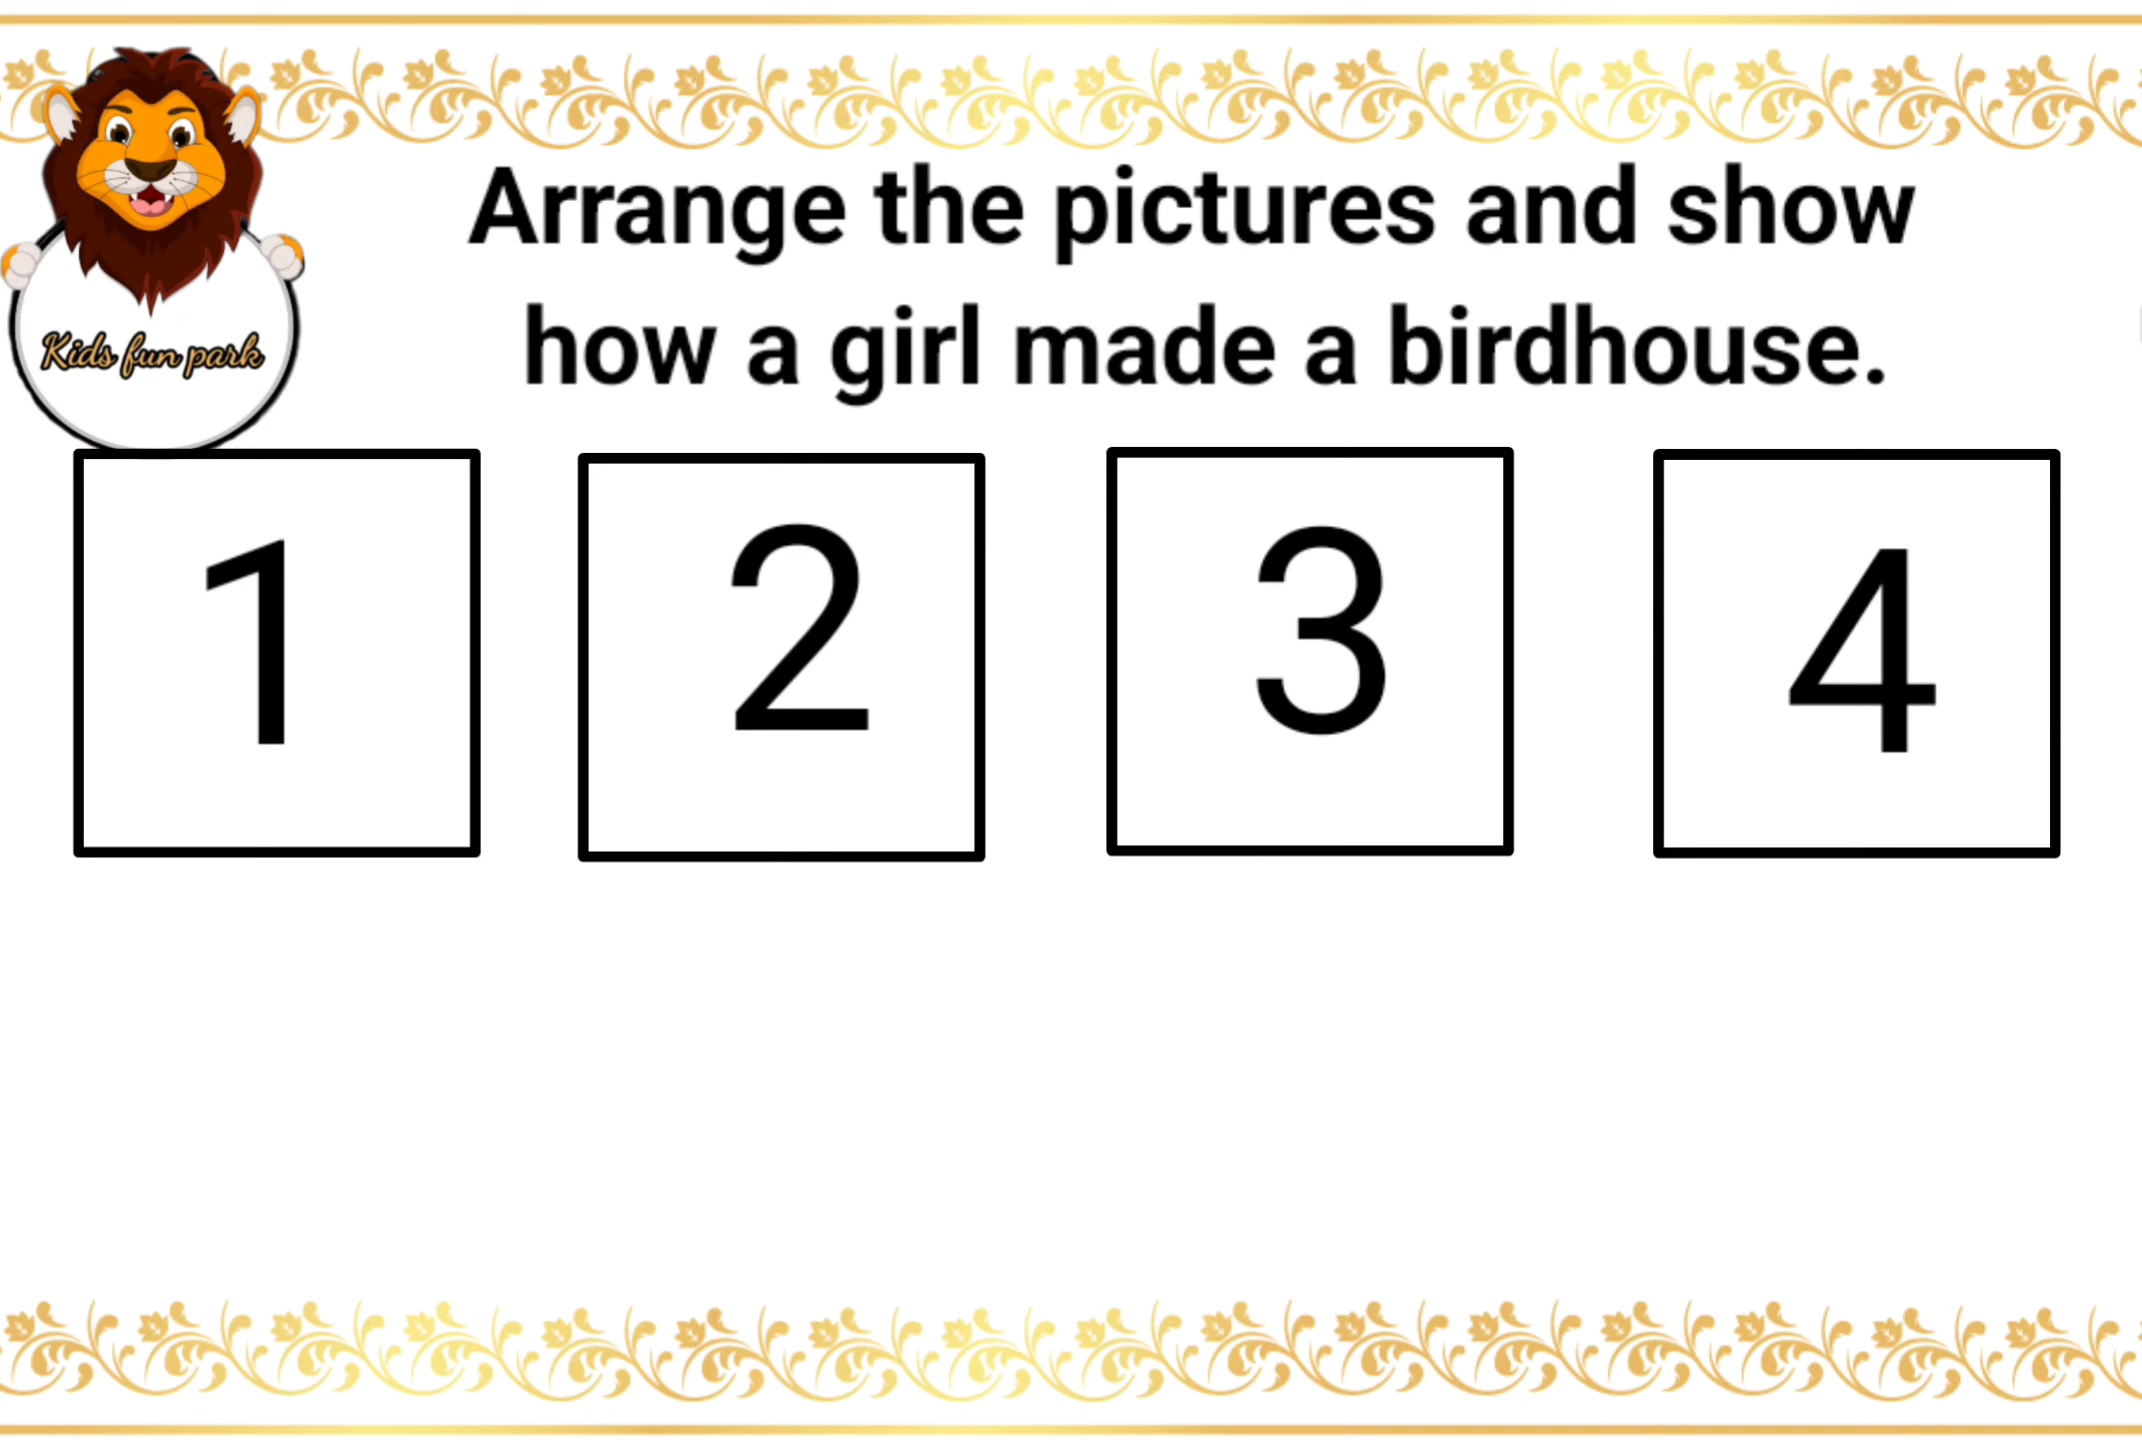 Arrange the pictures and show
how a girl made a birdhouse.
Kids fun park
1 2 3 4